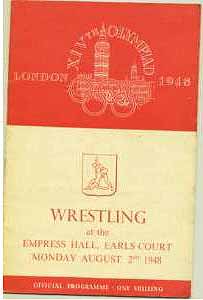 XIVTH OLYMPIAD
LONDON 1948
WRESTLING
at the
EMPRESS HALL, EARLS COURT
MONDAY AUGUST 2ND 1948
OFFICIAL PROGRAMME · ONE SHILLING